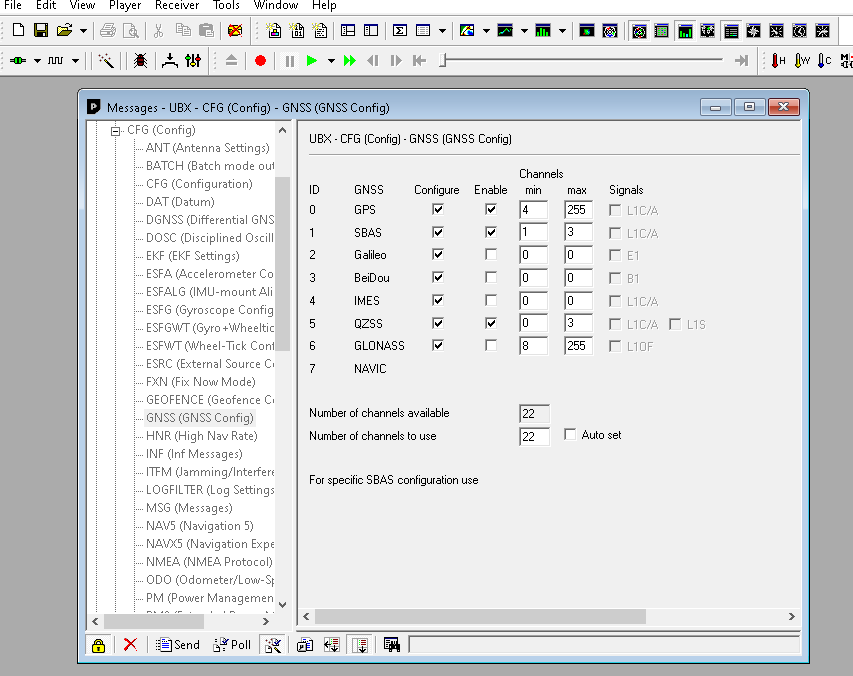 File Edit View Player Receiver Tools Window Help
H W C
Messages - UBX - CFG (Config) - GNSS (GNSS Config)
CFG (Config)
ANT (Antenna Settings)
BATCH (Batch mode out
CFG (Configuration)
DAT (Datum)
DGNSS (Differential GNS
DOSC (Disciplined Oscill
EKF (EKF Settings)
ESFA (Accelerometer Co
ESFALG (IMU-mount Ali
ESFG (Gyroscope Config
ESFGWT (Gyro+Wheeltic
ESFWT (Wheel-Tick Conf
ESRC (External Source Co
FXN (Fix Now Mode)
GEOFENCE (Geofence Co
GNSS (GNSS Config)
HNR (High Nav Rate)
INF (Inf Messages)
ITFM (Jamming/Interfere
LOGFILTER (Log Settings
MSG (Messages)
NAV5 (Navigation 5)
NAVX5 (Navigation Expe
NMEA (NMEA Protocol)
ODO (Odometer/Low-Sp
PM (Power Managemen
UBX - CFG (Config) - GNSS (GNSS Config)
Channels
ID GNSS Configure Enable min max Signals
0 GPS 4 255 L1C/A
1 SBAS 1 3 L1C/A
2 Galileo 0 0 E1
3 BeiDou 0 0 B1
4 IMES 0 0 L1C/A
5 QZSS 0 3 L1C/A L1S
6 GLONASS 8 255 L1OF
7 NAVIC
Number of channels available 22
Number of channels to use 22 Auto set
For specific SBAS configuration use
Send Poll